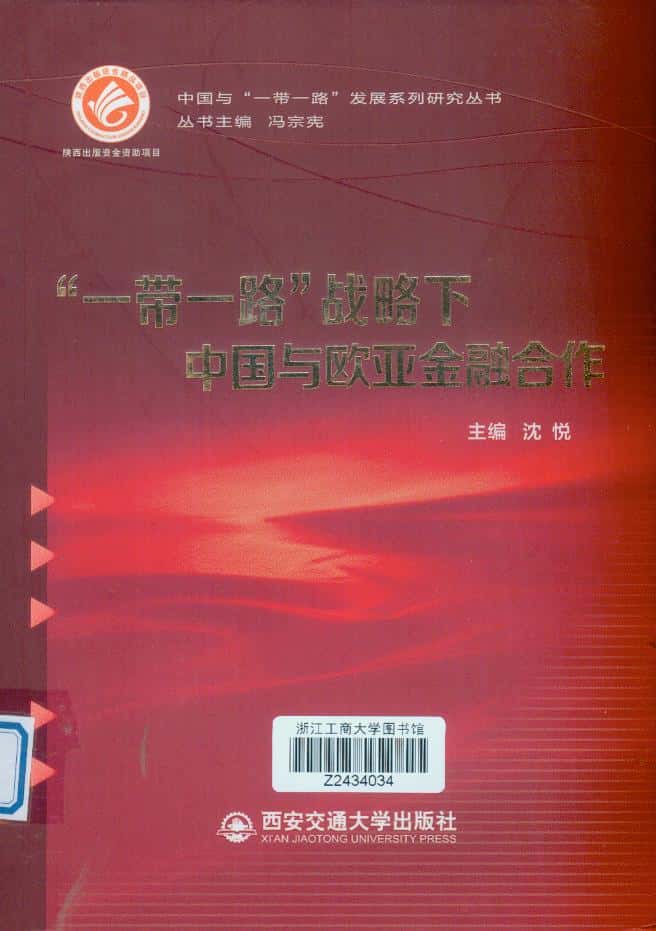 中国与“一带一路”发展系列研究丛书
丛书主编 冯宗宪
陕西出版资金资助项目
“一带一路”战略下
中国与欧亚金融合作
主编 沈悦
浙江工商大学图书馆
Z2434034
西安交通大学出版社
XI'AN JIAOTONG UNIVERSITY PRESS